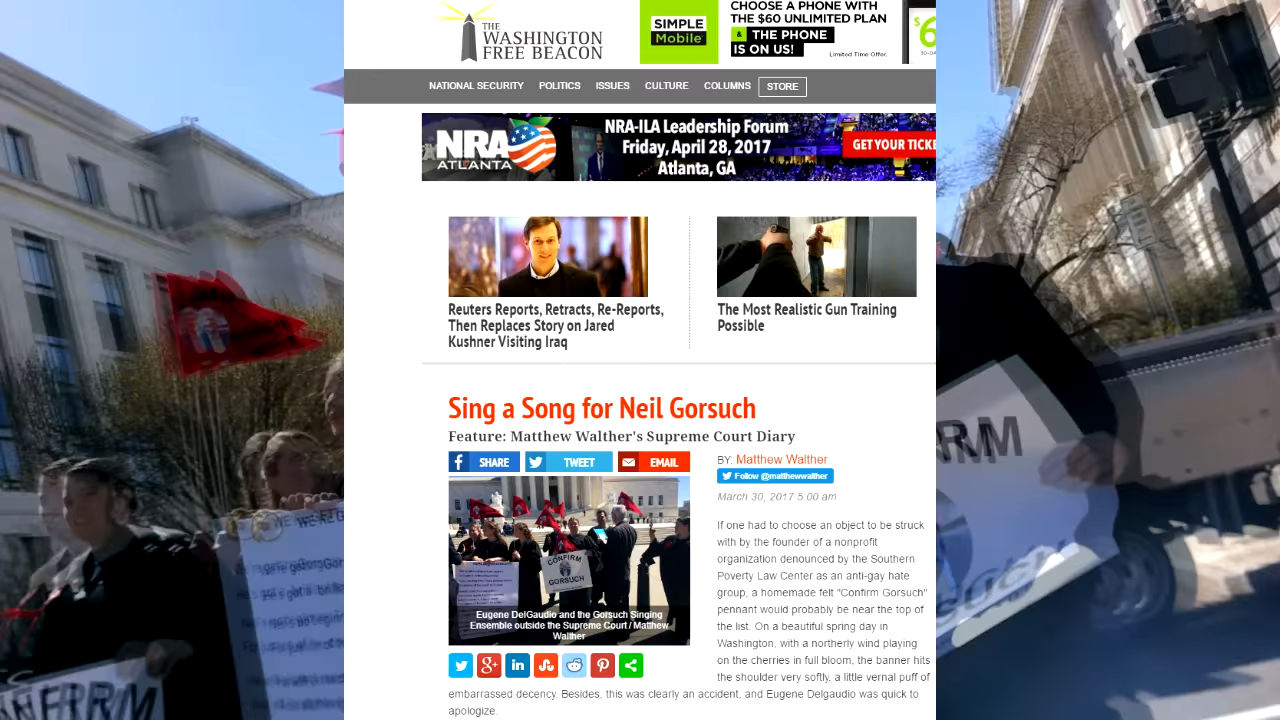 THE
WASHINGTON
FREE BEACON
SIMPLE
Mobile
CHOOSE A PHONE WITH
THE $60 UNLIMITED PLAN
& THE PHONE
IS ON US!
Limited Time Offer.
$6
NATIONAL SECURITY POLITICS ISSUES CULTURE COLUMNS STORE
NRA
ATLANTA
NRA-ILA Leadership Forum
Friday, April 28, 2017
Atlanta, GA
GET YOUR TICKE
Reuters Reports, Retracts, Re-Reports,
Then Replaces Story on Jared
Kushner Visiting Iraq
The Most Realistic Gun Training
Possible
Sing a Song for Neil Gorsuch
Feature: Matthew Walther's Supreme Court Diary
SHARE TWEET EMAIL
BY: Matthew Walther
Follow @matthewwalther
March 30, 2017 5:00 am
CONFIRM
GORSUCH
Eugene DelGaudio and the Gorsuch Singing
Ensemble outside the Supreme Court / Matthew
Walther
If one had to choose an object to be struck
with by the founder of a nonprofit
organization denounced by the Southern
Poverty Law Center as an anti-gay hate
group, a homemade felt "Confirm Gorsuch"
pennant would probably be near the top of
the list. On a beautiful spring day in
Washington, with a northerly wind playing
on the cherries in full bloom, the banner hits
the shoulder very softly, a little vernal puff of
embarrassed decency. Besides, this was clearly an accident, and Eugene Delgaudio was quick to
apologize.